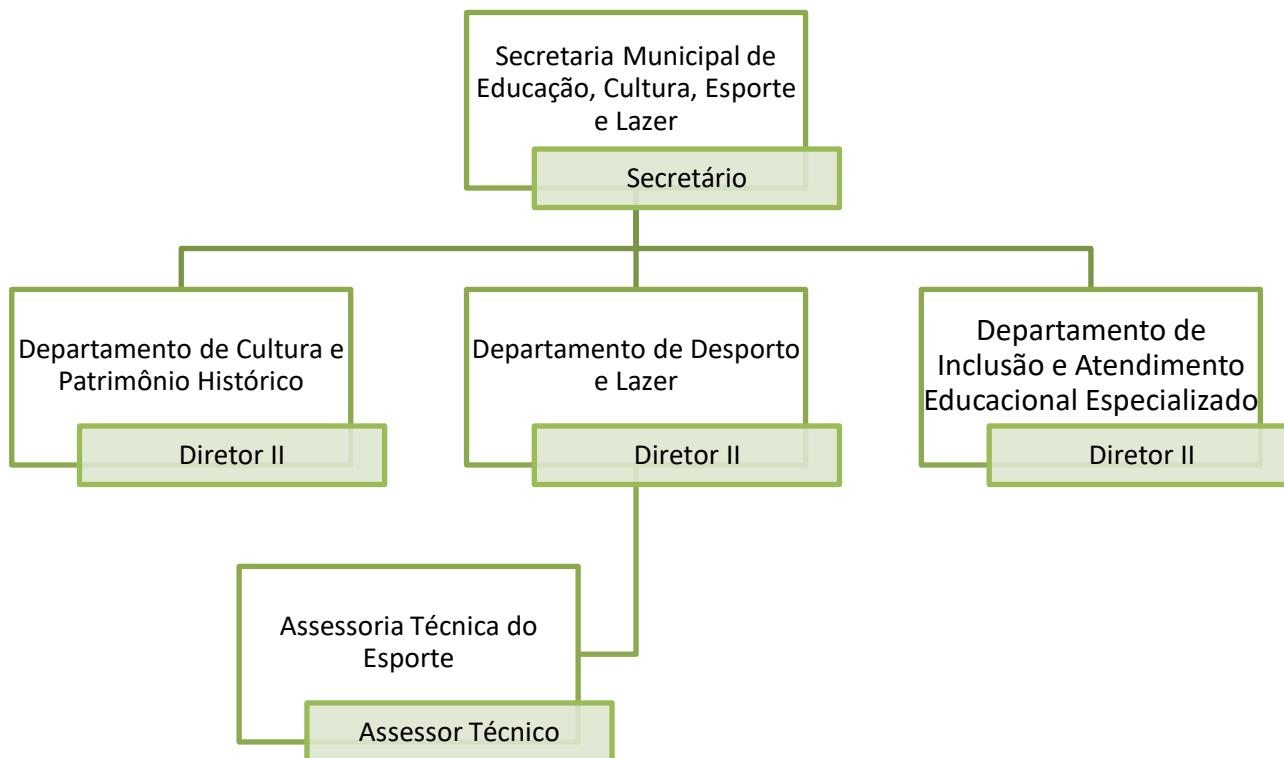 Secretaria Municipal de
Educação, Cultura, Esporte
e Lazer
Secretário
Departamento de Cultura e
Patrimônio Histórico
Diretor II
Departamento de Desporto
e Lazer
Diretor II
Departamento de
Inclusão e Atendimento
Educacional Especializado
Diretor II
Assessoria Técnica do
Esporte
Assessor Técnico